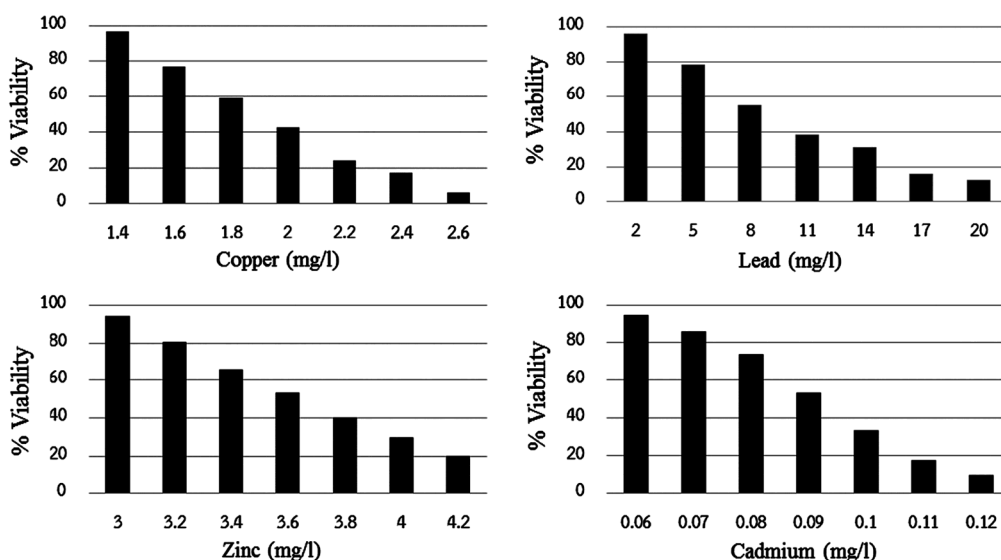 % Viability
100
80
60
40
20
0
1.4 1.6 1.8 2 2.2 2.4 2.6
Copper (mg/l)
% Viability
100
80
60
40
20
0
2 5 8 11 14 17 20
Lead (mg/l)
% Viability
100
80
60
40
20
0
3 3.2 3.4 3.6 3.8 4 4.2
Zinc (mg/l)
% Viability
100
80
60
40
20
0
0.06 0.07 0.08 0.09 0.1 0.11 0.12
Cadmium (mg/l)